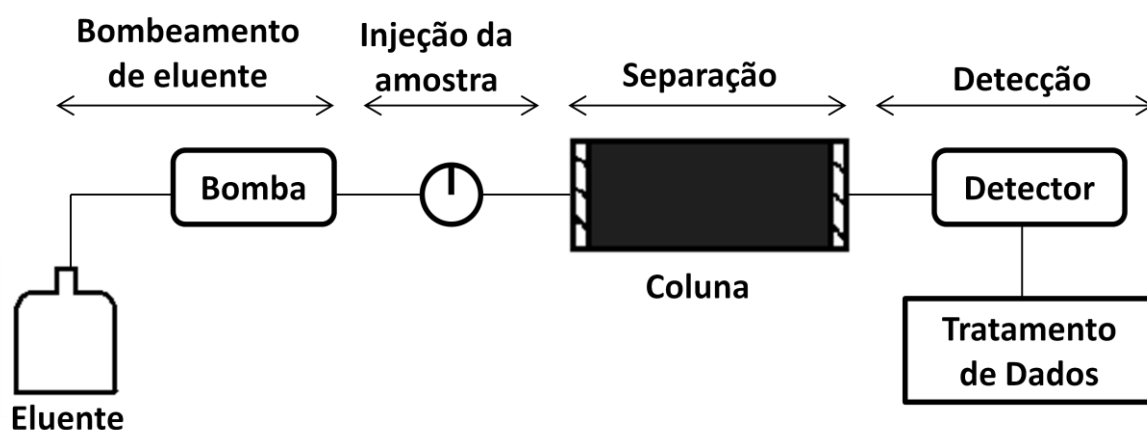 Bombeamento
de eluente
Injeção da
amostra
Separação
Detecção
Bomba
Detector
Coluna
Tratamento
de Dados
Eluente